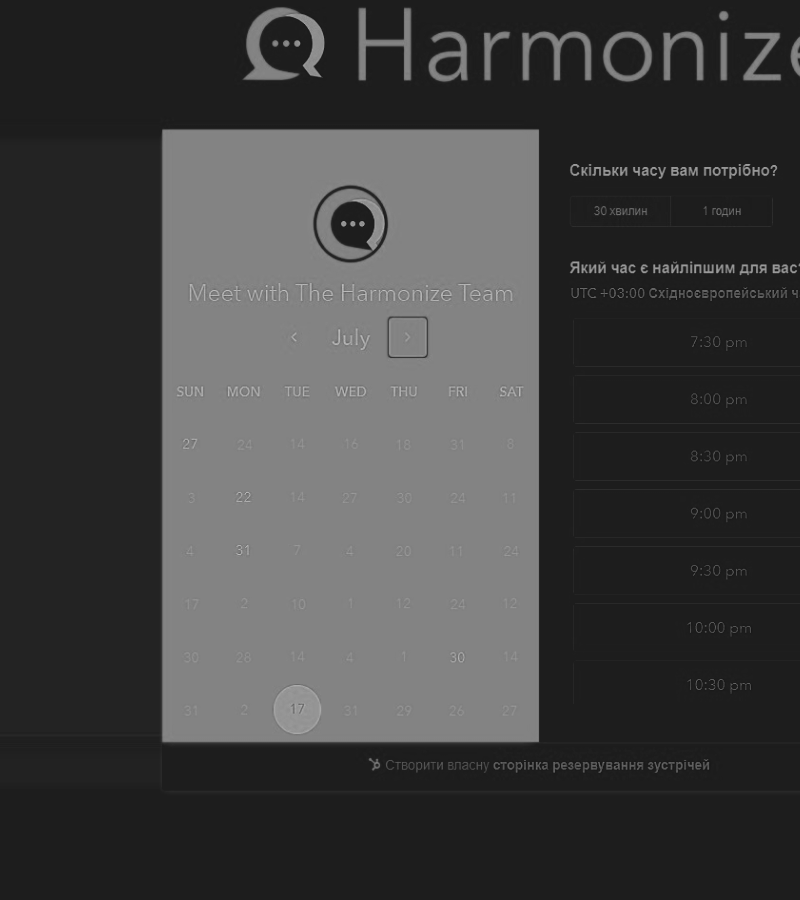 Harmonize
Meet with The Harmonize Team
July
SUN MON TUE WED THU FRI SAT
27 24 14 16 18 31 8
3 22 14 27 30 24 11
4 31 7 4 20 11 24
17 2 10 1 12 24 12
30 28 14 4 1 30 14
31 2 17 31 29 26 27
Скільки часу вам потрібно?
30 хвилин 1 годин
Який час є найліпшим для вас?
UTC +03:00 Східноєвропейський ч
7:30 pm
8:00 pm
8:30 pm
9:00 pm
9:30 pm
10:00 pm
10:30 pm
Створити власну сторінка резервування зустрічей